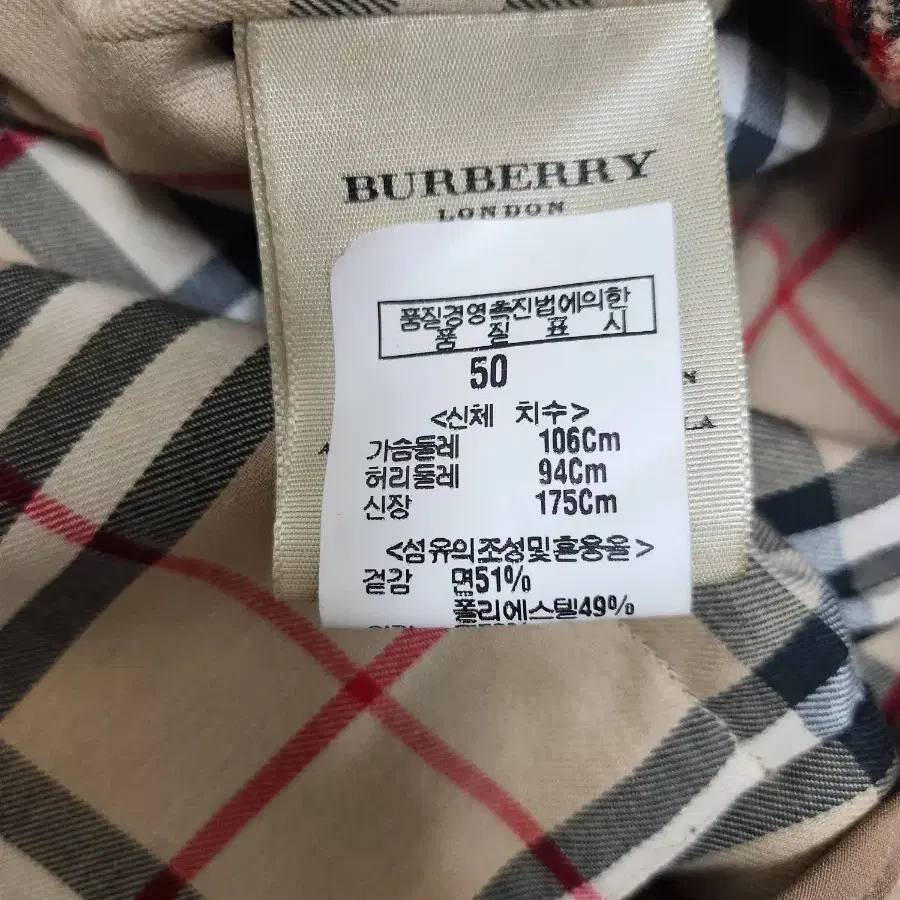 BURBERRY
LONDON
품질경영촉진법에의한
품 질 표 시
50
<신체 치수>
가슴둘레 106Cm
허리둘레 94Cm
신장 175Cm
<섬유의조성및혼용율>
겉감 면51%
폴리에스텔49%